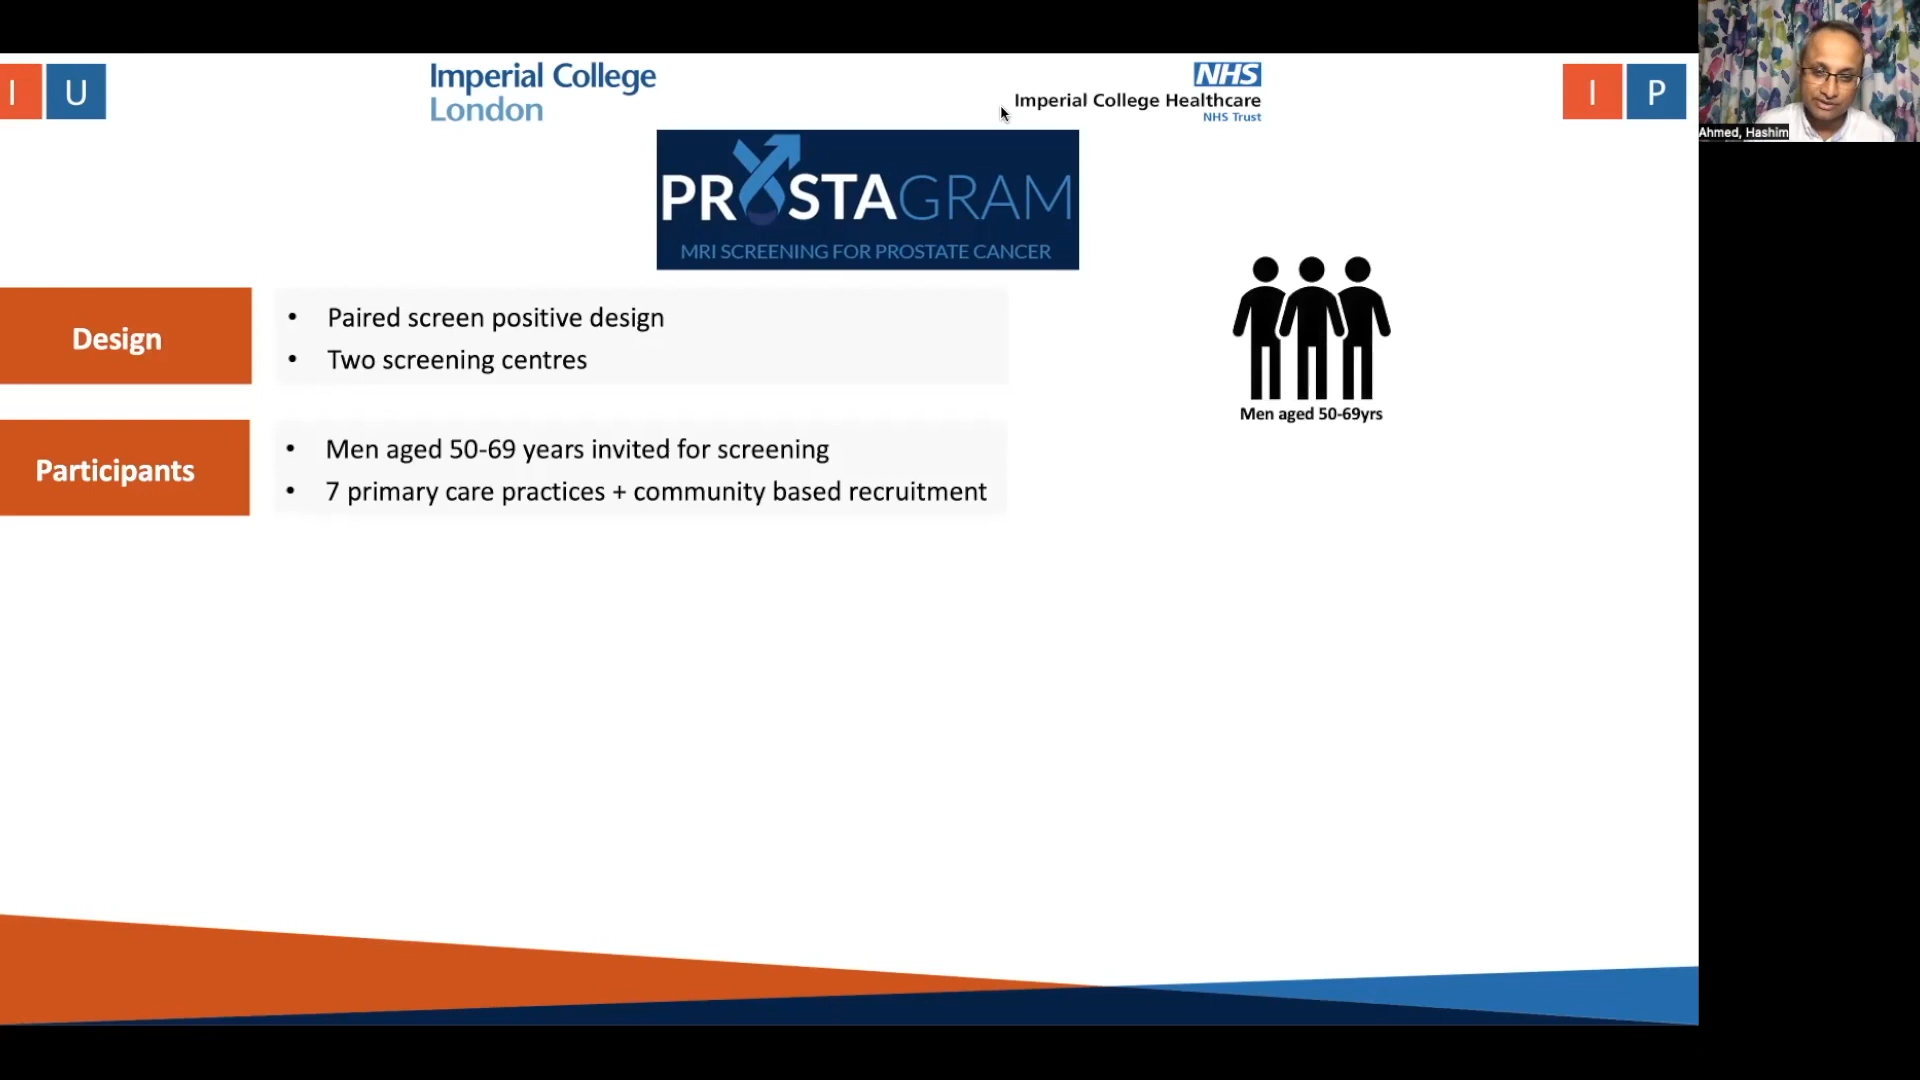 I U
Imperial College
London
NHS
Imperial College Healthcare
NHS Trust
I P
Ahmed, Hashim
PROSTAGRAM
MRI SCREENING FOR PROSTATE CANCER
Design
• Paired screen positive design
• Two screening centres
Men aged 50-69yrs
Participants
• Men aged 50-69 years invited for screening
• 7 primary care practices + community based recruitment